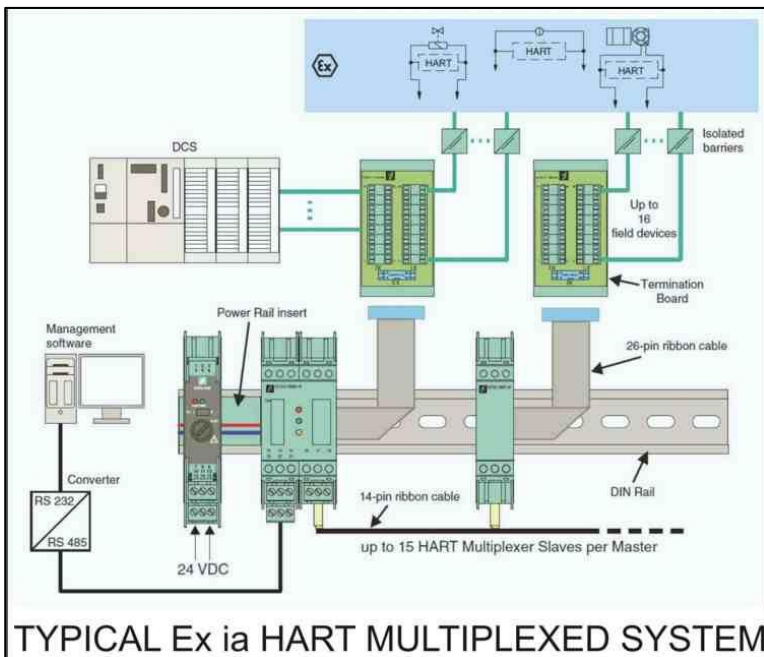 Ex
HART
HART
HART
DCS
Isolated
barriers
Up to
16
field devices
Termination
Board
Power Rail insert
Management
software
26-pin ribbon cable
Converter
RS 232
RS 485
14-pin ribbon cable
DIN Rail
24 VDC
up to 15 HART Multiplexer Slaves per Master
TYPICAL Ex ia HART MULTIPLEXED SYSTEM